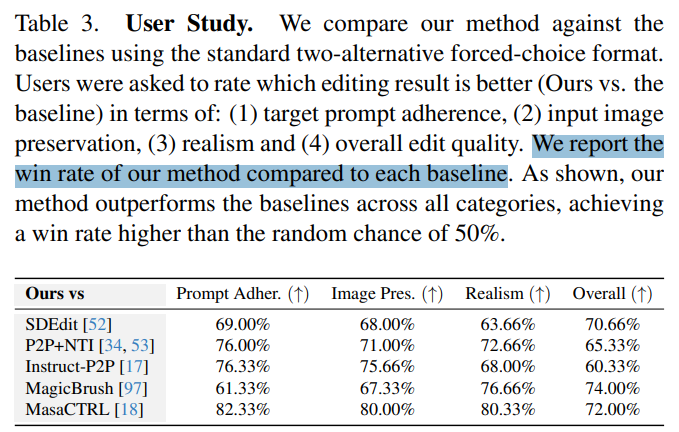 Table 3. User Study. We compare our method against the
baselines using the standard two-alternative forced-choice format.
Users were asked to rate which editing result is better (Ours vs. the
baseline) in terms of: (1) target prompt adherence, (2) input image
preservation, (3) realism and (4) overall edit quality. We report the
win rate of our method compared to each baseline. As shown, our
method outperforms the baselines across all categories, achieving
a win rate higher than the random chance of 50%.
Ours vs Prompt Adher. (↑) Image Pres. (↑) Realism (↑) Overall (↑)
SDEdit [52] 69.00% 68.00% 63.66% 70.66%
P2P+NTI [34, 53] 76.00% 71.00% 72.66% 65.33%
Instruct-P2P [17] 76.33% 75.66% 68.00% 60.33%
MagicBrush [97] 61.33% 67.33% 76.66% 74.00%
MasaCTRL [18] 82.33% 80.00% 80.33% 72.00%